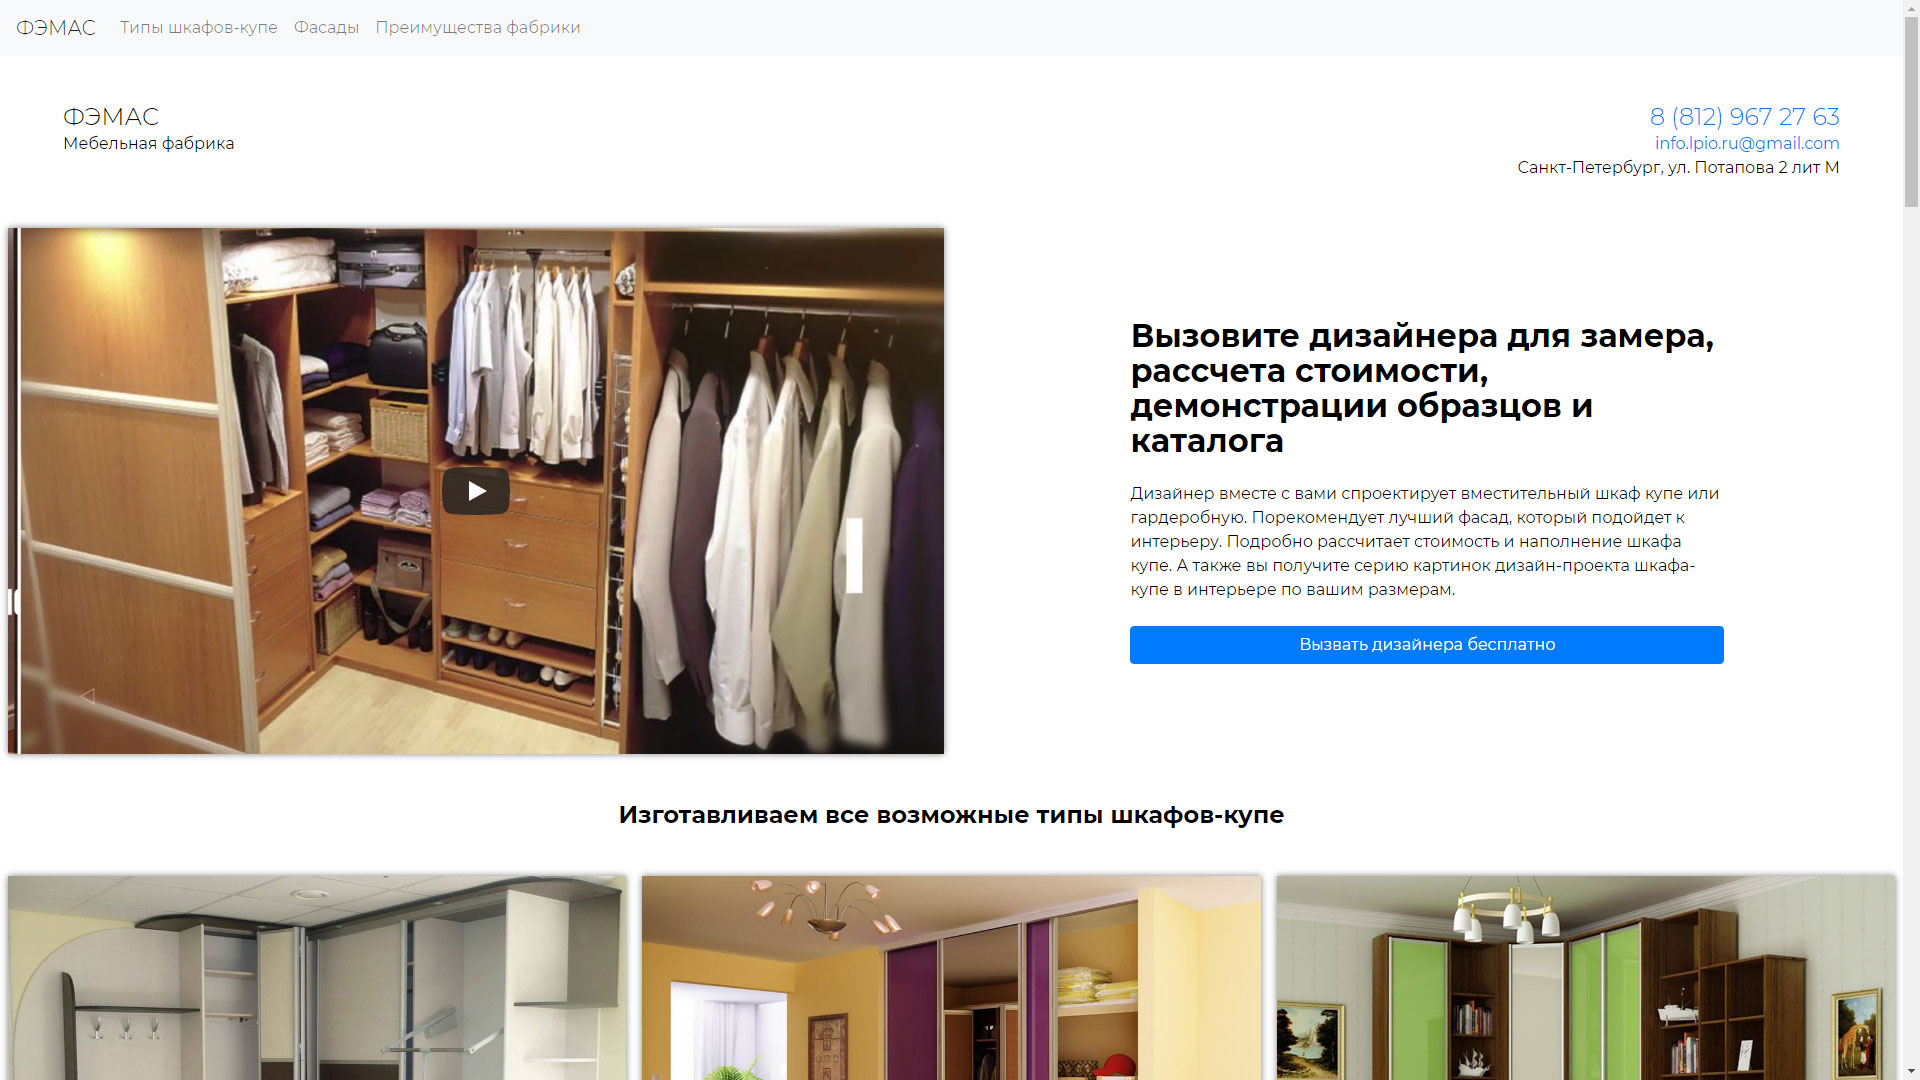 ФЭМАС Типы шкафов-купе Фасады Преимущества фабрики
ФЭМАС
Мебельная фабрика
8 (812) 967 27 63
info.lpio.ru@gmail.com
Санкт-Петербург, ул. Потапова 2 лит М
Вызовите дизайнера для замера,
рассчета стоимости,
демонстрации образцов и
каталога
Дизайнер вместе с вами спроектирует вместительный шкаф купе или
гардеробную. Порекомендует лучший фасад, который подойдет к
интерьеру. Подробно рассчитает стоимость и наполнение шкафа
купе. А также вы получите серию картинок дизайн-проекта шкафа-
купе в интерьере по вашим размерам.
Вызвать дизайнера бесплатно
Изготавливаем все возможные типы шкафов-купе